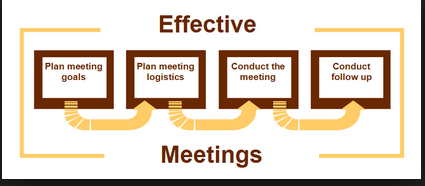 Effective
Plan meeting
goals
Plan meeting
logistics
Conduct the
meeting
Conduct
follow up
Meetings